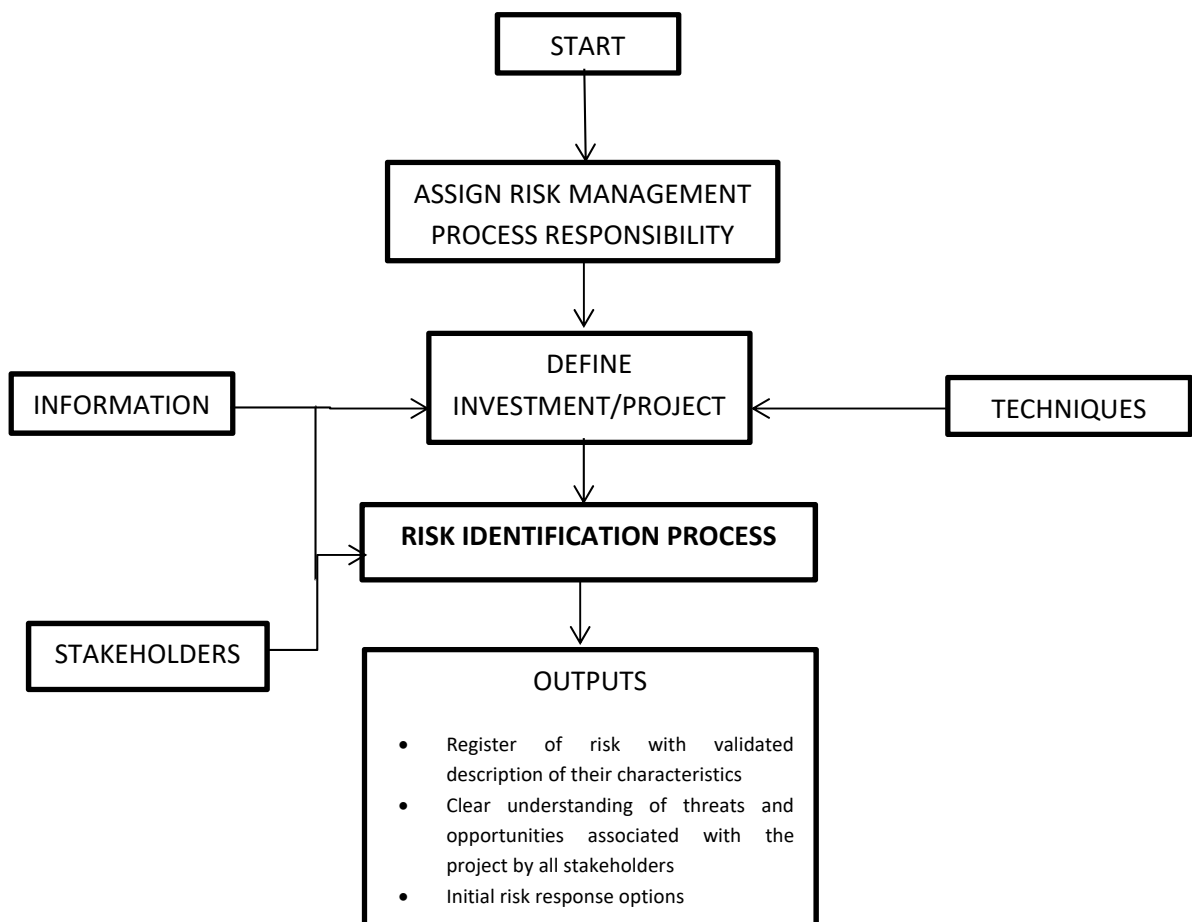 START
ASSIGN RISK MANAGEMENT
PROCESS RESPONSIBILITY
DEFINE
INVESTMENT/PROJECT
INFORMATION
TECHNIQUES
RISK IDENTIFICATION PROCESS
STAKEHOLDERS
OUTPUTS
• Register of risk with validated
description of their characteristics
• Clear understanding of threats and
opportunities associated with the
project by all stakeholders
• Initial risk response options